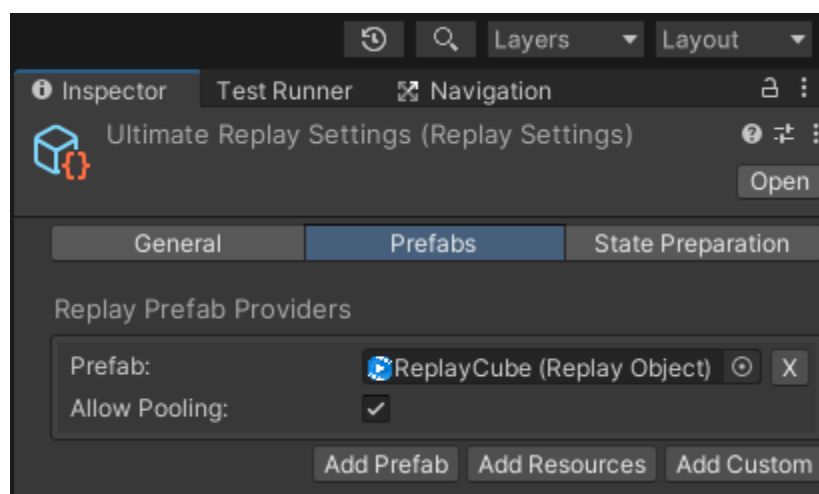 Layers Layout
Inspector Test Runner Navigation
Ultimate Replay Settings (Replay Settings)
Open
General Prefabs State Preparation
Replay Prefab Providers
Prefab: ReplayCube (Replay Object) X
Allow Pooling:
Add Prefab Add Resources Add Custom